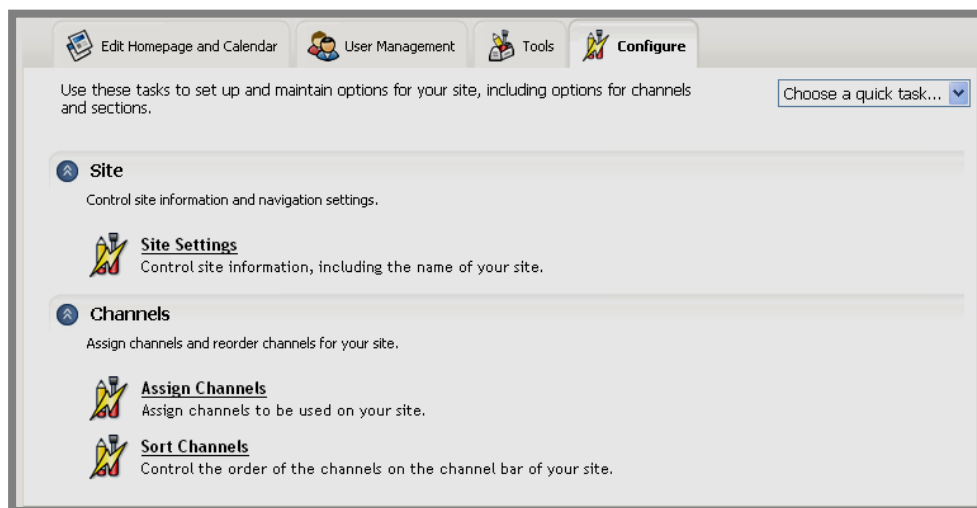 Edit Homepage and Calendar
User Management
Tools
Configure
Use these tasks to set up and maintain options for your site, including options for channels
and sections.
Choose a quick task...
Site
Control site information and navigation settings.
Site Settings
Control site information, including the name of your site.
Channels
Assign channels and reorder channels for your site.
Assign Channels
Assign channels to be used on your site.
Sort Channels
Control the order of the channels on the channel bar of your site.